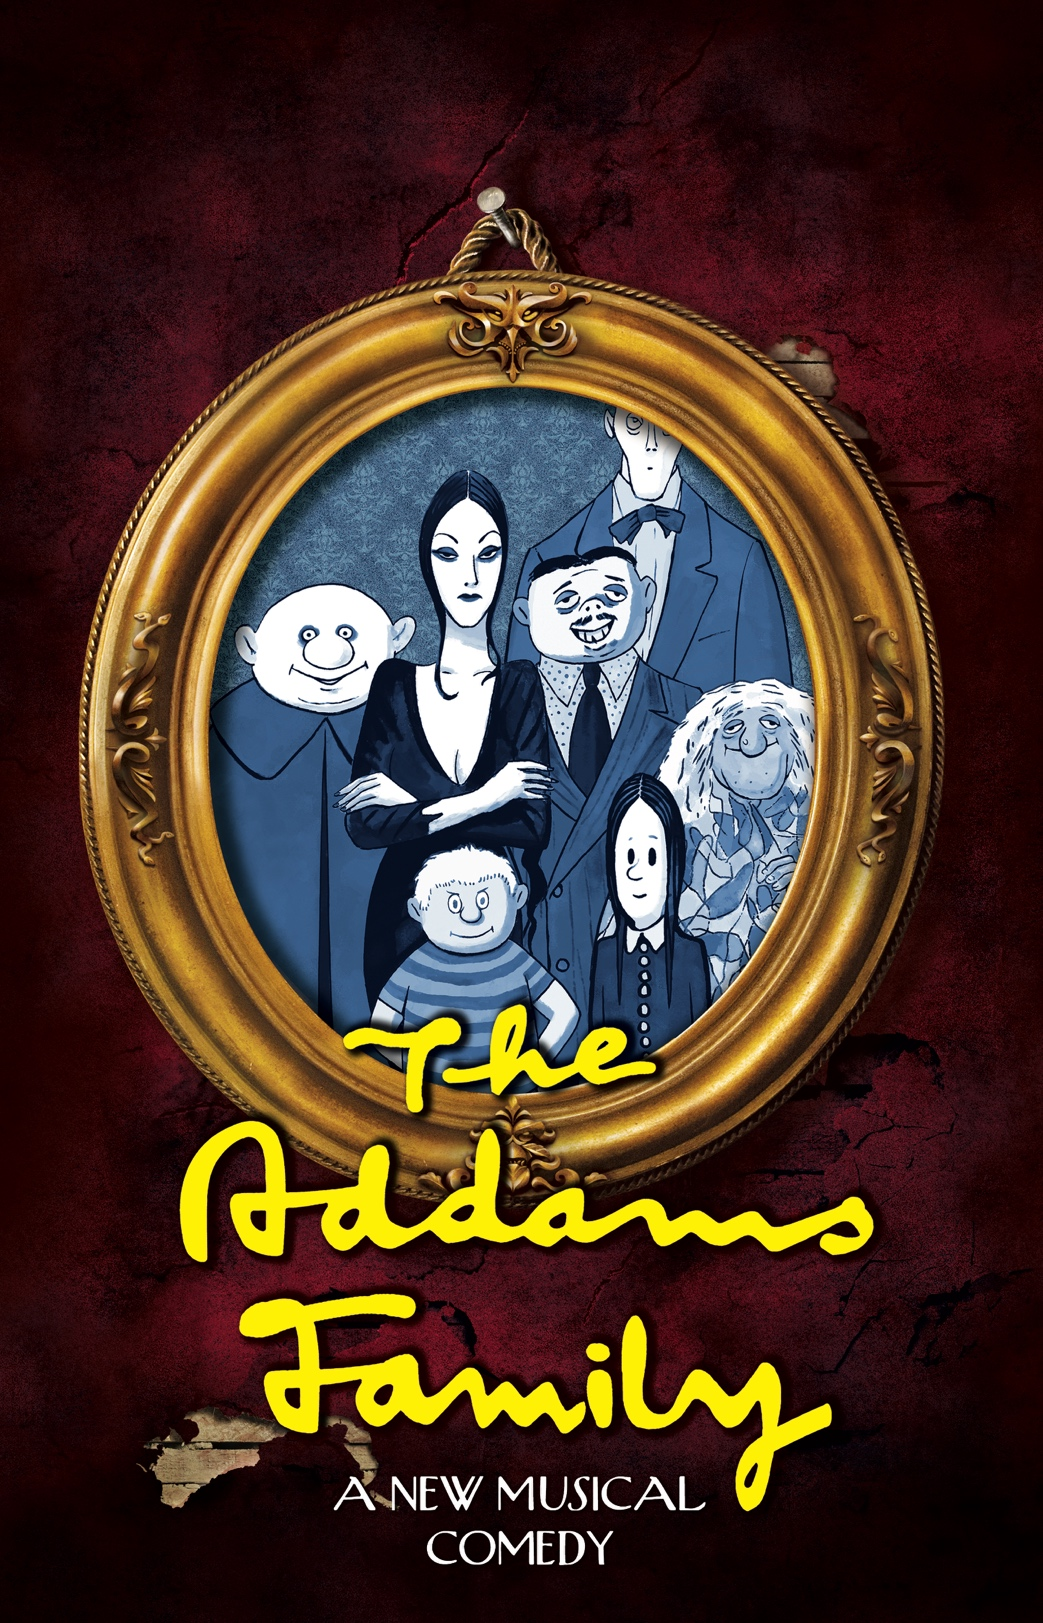 The
Addams
Family
A NEW MUSICAL
COMEDY